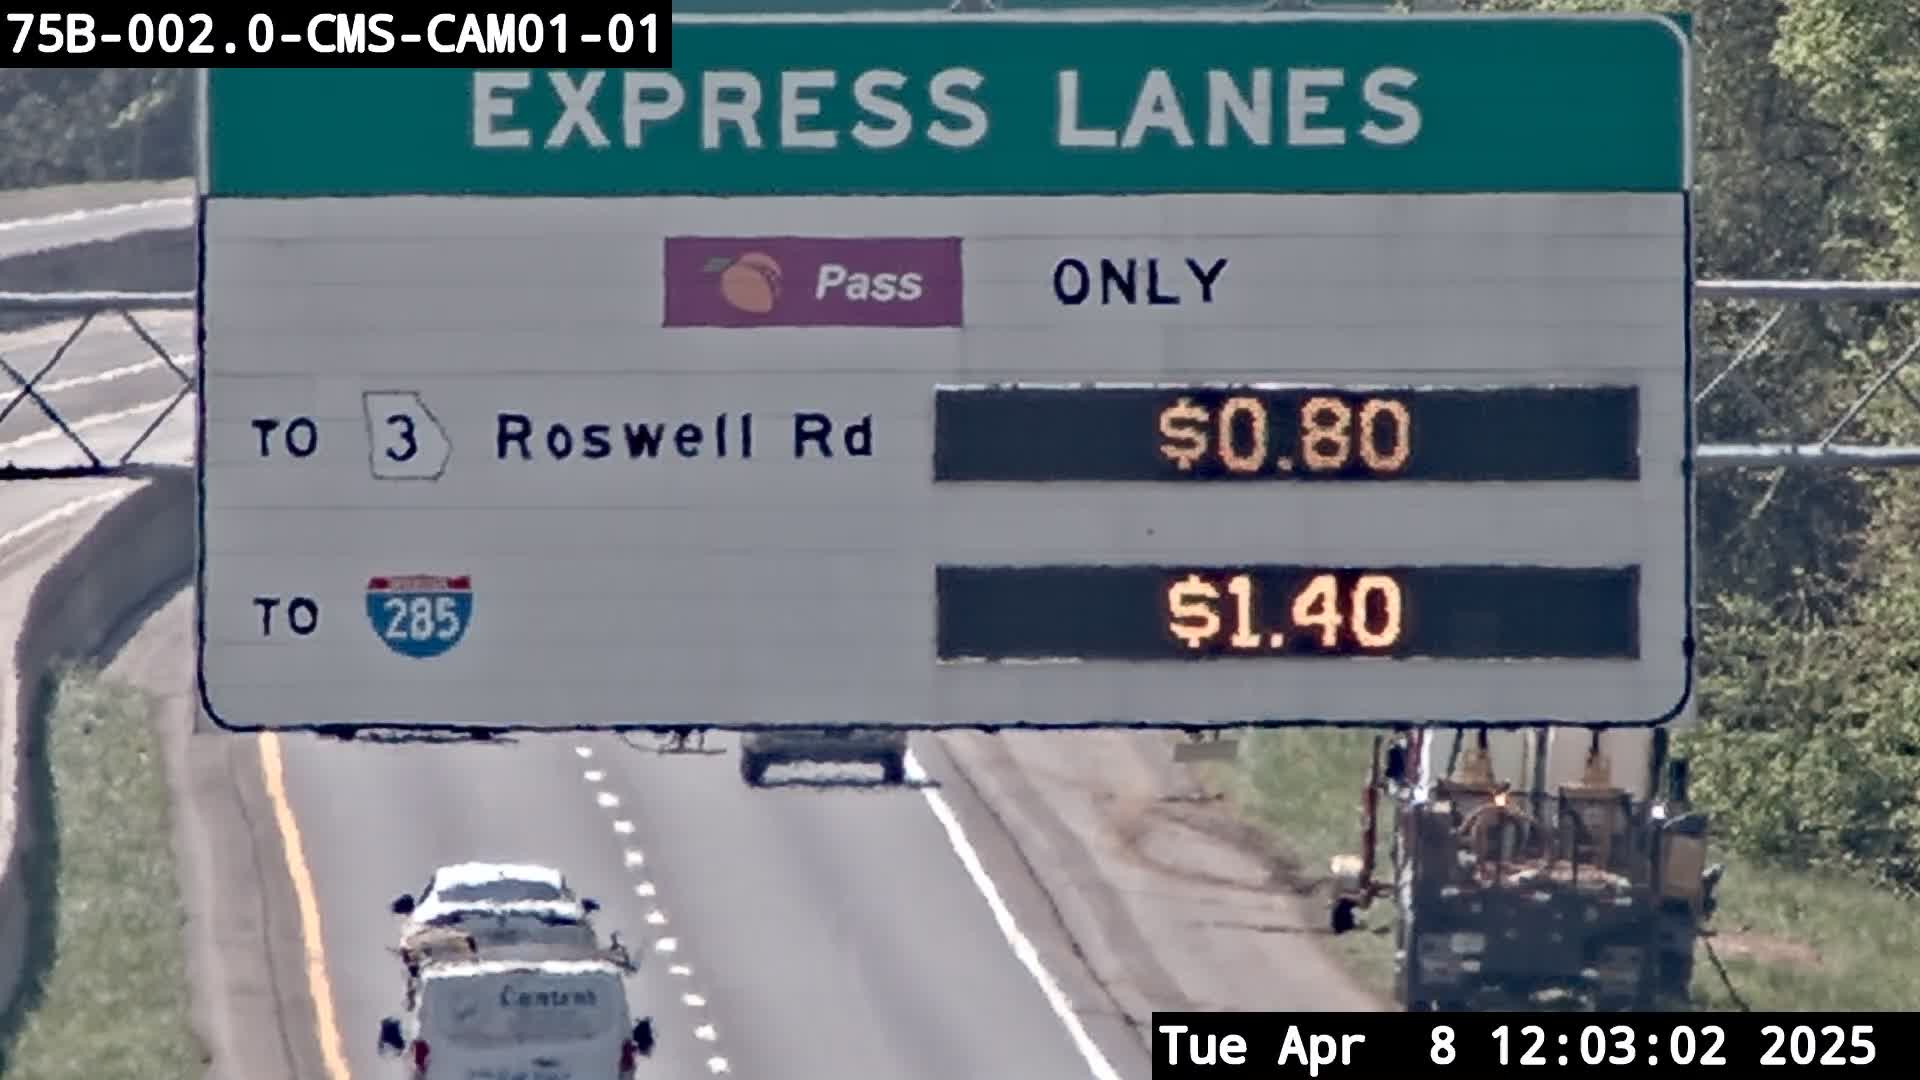 75B-002.0-CMS-CAM01-01
EXPRESS LANES
Pass ONLY
TO 3 Roswell Rd $0.80
TO 285 $1.40
Tue Apr 8 12:03:02 2025